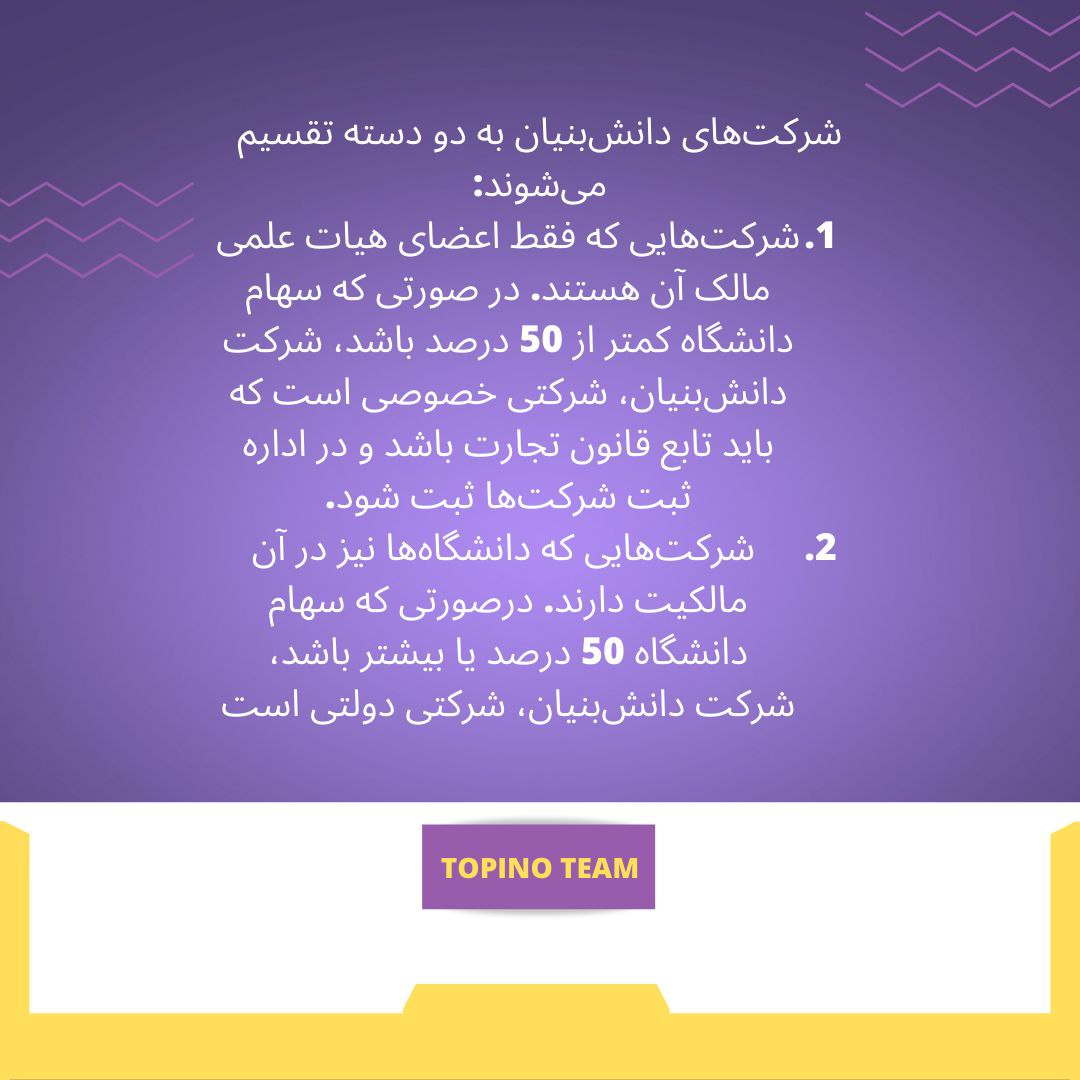 شرکت‌های دانش‌بنیان به دو دسته تقسیم
می‌شوند:
1. شرکت‌هایی که فقط اعضای هیات علمی
مالک آن هستند. در صورتی که سهام
دانشگاه کمتر از 50 درصد باشد، شرکت
دانش‌بنیان، شرکتی خصوصی است که
باید تابع قانون تجارت باشد و در اداره
ثبت شرکت‌ها ثبت شود.
2. شرکت‌هایی که دانشگاه‌ها نیز در آن
مالکیت دارند. درصورتی که سهام
دانشگاه 50 درصد یا بیشتر باشد،
شرکت دانش‌بنیان، شرکتی دولتی است
TOPINO TEAM